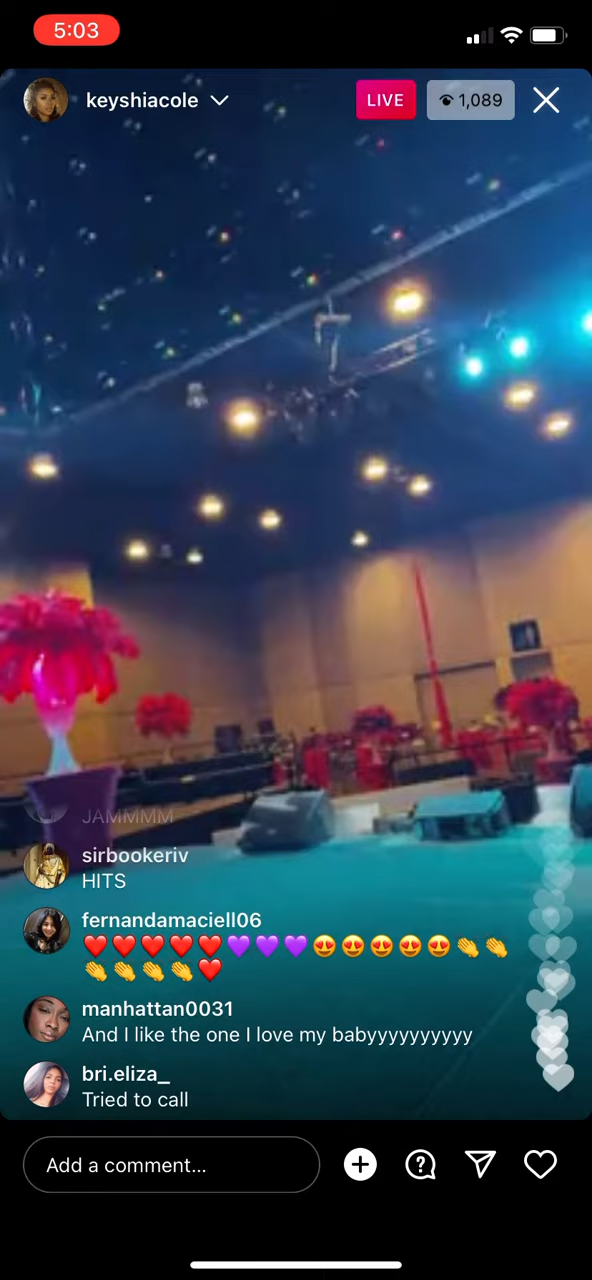 5:03
keyshiacole
LIVE
1,089
JAMMMM
sirbookeriv
HITS
fernandamaciell06
❤️❤️❤️❤️❤️💜💜💜😍😍😍😍😍👏👏
👏👏👏👏❤️
manhattan0031
And I like the one I love my babyyyyyyyyyy
bri.eliza_
Tried to call
Add a comment...